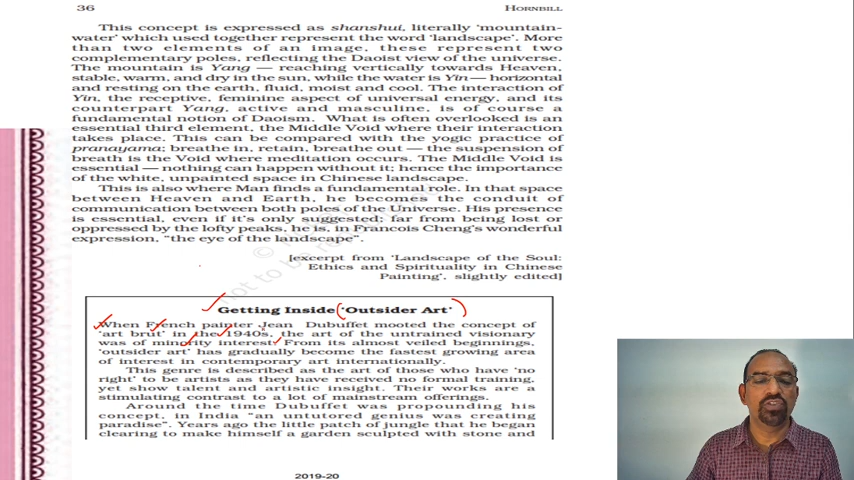 36 HORNBILL
This concept is expressed as shanshui, literally ‘mountain-
water’ which used together represent the word ‘landscape’. More
than two elements of an image, these represent two
complementary poles, reflecting the Daoist view of the universe.
The mountain is Yang — reaching vertically towards Heaven,
stable, warm, and dry in the sun, while the water is Yin — horizontal
and resting on the earth, fluid, moist and cool. The interaction of
Yin, the receptive, feminine aspect of universal energy, and its
counterpart Yang, active and masculine, is of course a
fundamental notion of Daoism. What is often overlooked is an
essential third element, the Middle Void where their interaction
takes place. This can be compared with the yogic practice of
pranayama; breathe in, retain, breathe out — the suspension of
breath is the Void where meditation occurs. The Middle Void is
essential — nothing can happen without it; hence the importance
of the white, unpainted space in Chinese landscape.
This is also where Man finds a fundamental role. In that space
between Heaven and Earth, he becomes the conduit of
communication between both poles of the Universe. His presence
is essential, even if it’s only suggested; far from being lost or
oppressed by the lofty peaks, he is, in Francois Cheng’s wonderful
expression, “the eye of the landscape”.
[excerpt from ‘Landscape of the Soul:
Ethics and Spirituality in Chinese
Painting’, slightly edited]
Getting Inside ‘Outsider Art’
When French painter Jean Dubuffet mooted the concept of
‘art brut’ in the 1940s, the art of the untrained visionary
was of minority interest. From its almost veiled beginnings,
‘outsider art’ has gradually become the fastest growing area
of interest in contemporary art internationally.
This genre is described as the art of those who have ‘no
right’ to be artists as they have received no formal training,
yet show talent and artistic insight. Their works are a
stimulating contrast to a lot of mainstream offerings.
Around the time Dubuffet was propounding his
concept, in India “an untutored genius was creating
paradise”. Years ago the little patch of jungle that he began
clearing to make himself a garden sculpted with stone and
2019-20